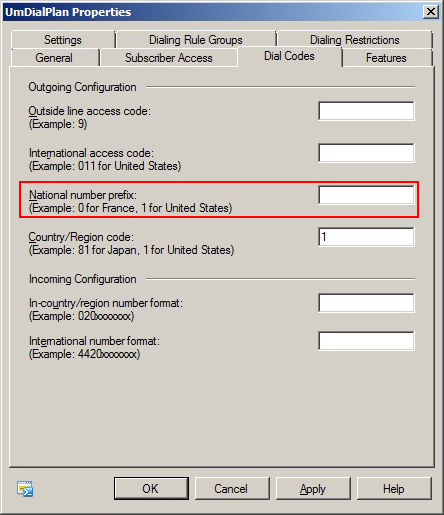 UmDialPlan Properties
Settings
Dialing Rule Groups
Dialing Restrictions
General
Subscriber Access
Dial Codes
Features
Outgoing Configuration
Outside line access code:
(Example: 9)
International access code:
(Example: 011 for United States)
National number prefix:
(Example: 0 for France, 1 for United States)
Country/Region code:
1
(Example: 81 for Japan, 1 for United States)
Incoming Configuration
In-country/region number format:
(Example: 020xxxxxxx)
International number format:
(Example: 4420xxxxxxx)
OK
Cancel
Apply
Help